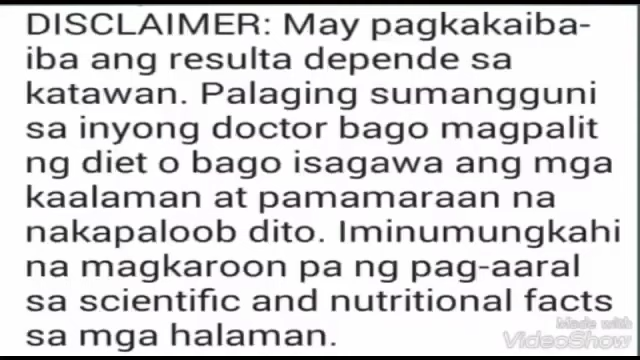 DISCLAIMER: May pagkakaiba-
iba ang resulta depende sa
katawan. Palaging sumangguni
sa inyong doctor bago magpalit
ng diet o bago isagawa ang mga
kaalaman at pamamaraan na
nakapaloob dito. Iminumungkahi
na magkaroon pa ng pag-aaral
sa scientific and nutritional facts
sa mga halaman.
Made with
VideoShow